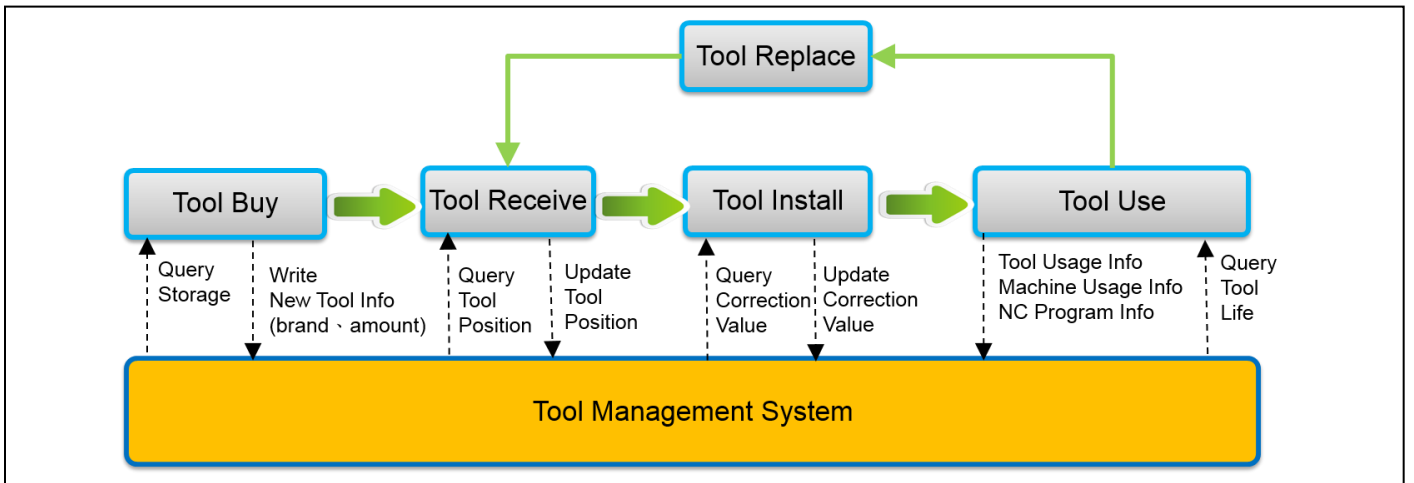 Tool Replace
Tool Buy
Tool Receive
Tool Install
Tool Use
Query
Storage
Write
New Tool Info
(brand、amount)
Query
Tool
Position
Update
Tool
Position
Query
Correction
Value
Update
Correction
Value
Tool Usage Info
Machine Usage Info
NC Program Info
Query
Tool
Life
Tool Management System